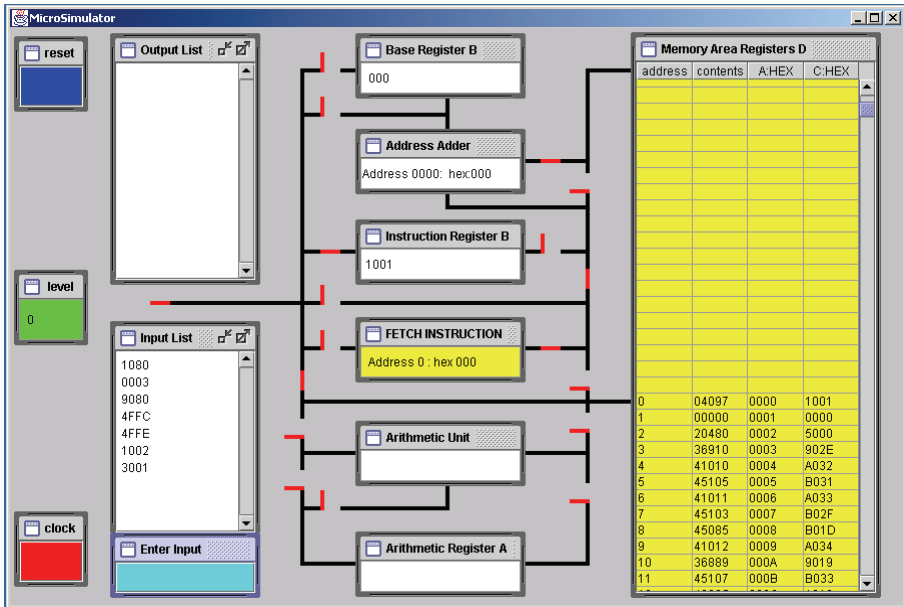 MicroSimulator
reset
Output List
Base Register B
000
Address Adder
Address 0000: hex:000
Instruction Register B
1001
level
0
FETCH INSTRUCTION
Address 0 : hex 000
Input List
1080
0003
9080
4FFC
4FFE
1002
3001
Arithmetic Unit
clock
Enter Input
Arithmetic Register A
Memory Area Registers D
address contents A:HEX C:HEX
0 04097 0000 1001
1 00000 0001 0000
2 20480 0002 5000
3 36910 0003 902E
4 41010 0004 A032
5 45105 0005 B031
6 41011 0006 A033
7 45103 0007 B02F
8 45085 0008 B01D
9 41012 0009 A034
10 36889 000A 9019
11 45107 000B B033